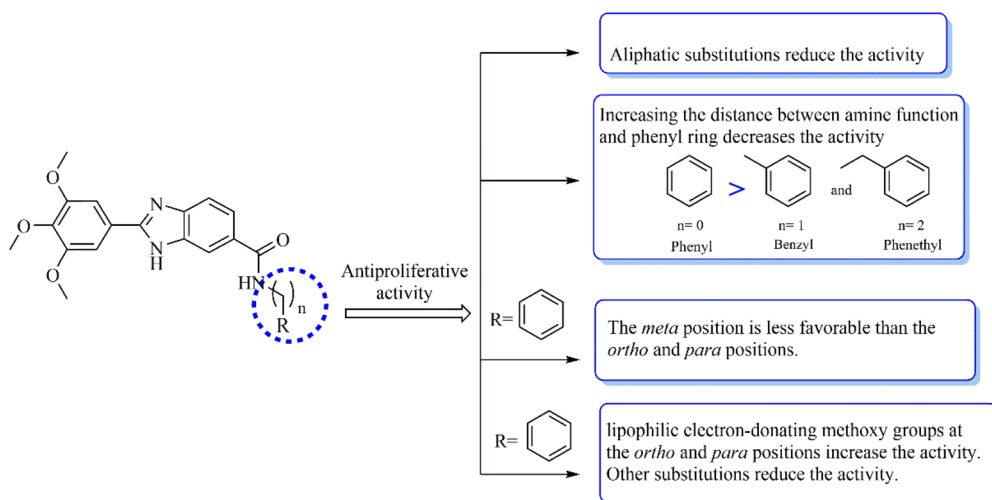 Aliphatic substitutions reduce the activity
Increasing the distance between amine function
and phenyl ring decreases the activity
>
and
n= 0
Phenyl
n= 1
Benzyl
n= 2
Phenethyl
O
O
O
N
N
H
O
HN
( )n
R
Antiproliferative
activity
R=
The meta position is less favorable than the
ortho and para positions.
R=
lipophilic electron-donating methoxy groups at
the ortho and para positions increase the activity.
Other substitutions reduce the activity.